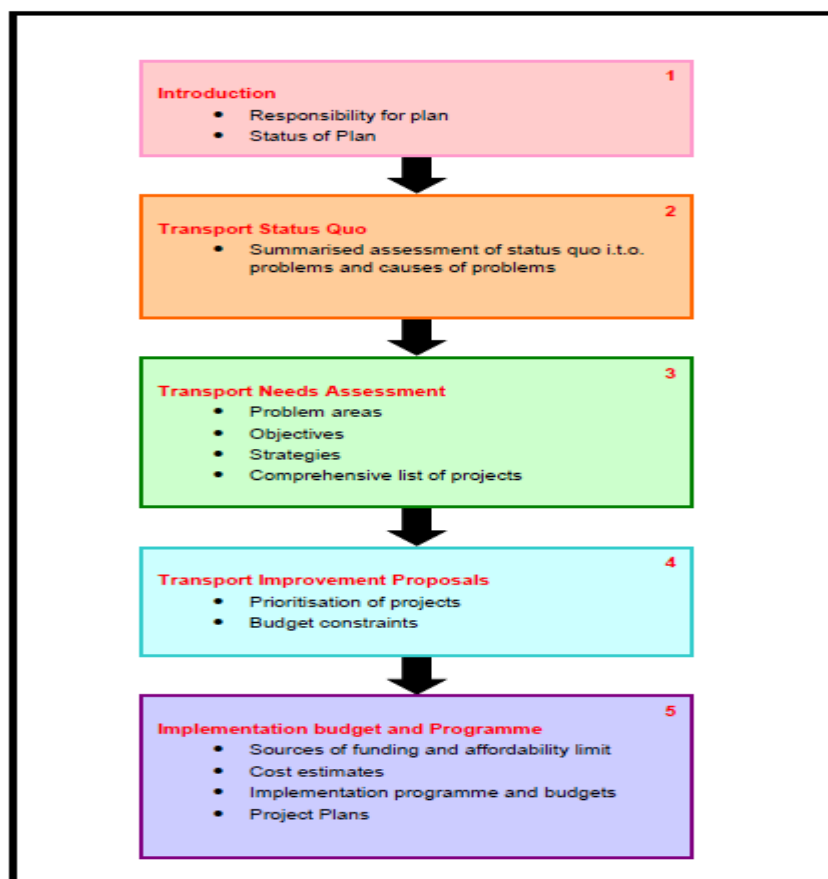 1
Introduction
• Responsibility for plan
• Status of Plan
2
Transport Status Quo
• Summarised assessment of status quo i.t.o.
problems and causes of problems
3
Transport Needs Assessment
• Problem areas
• Objectives
• Strategies
• Comprehensive list of projects
4
Transport Improvement Proposals
• Prioritisation of projects
• Budget constraints
5
Implementation budget and Programme
• Sources of funding and affordability limit
• Cost estimates
• Implementation programme and budgets
• Project Plans